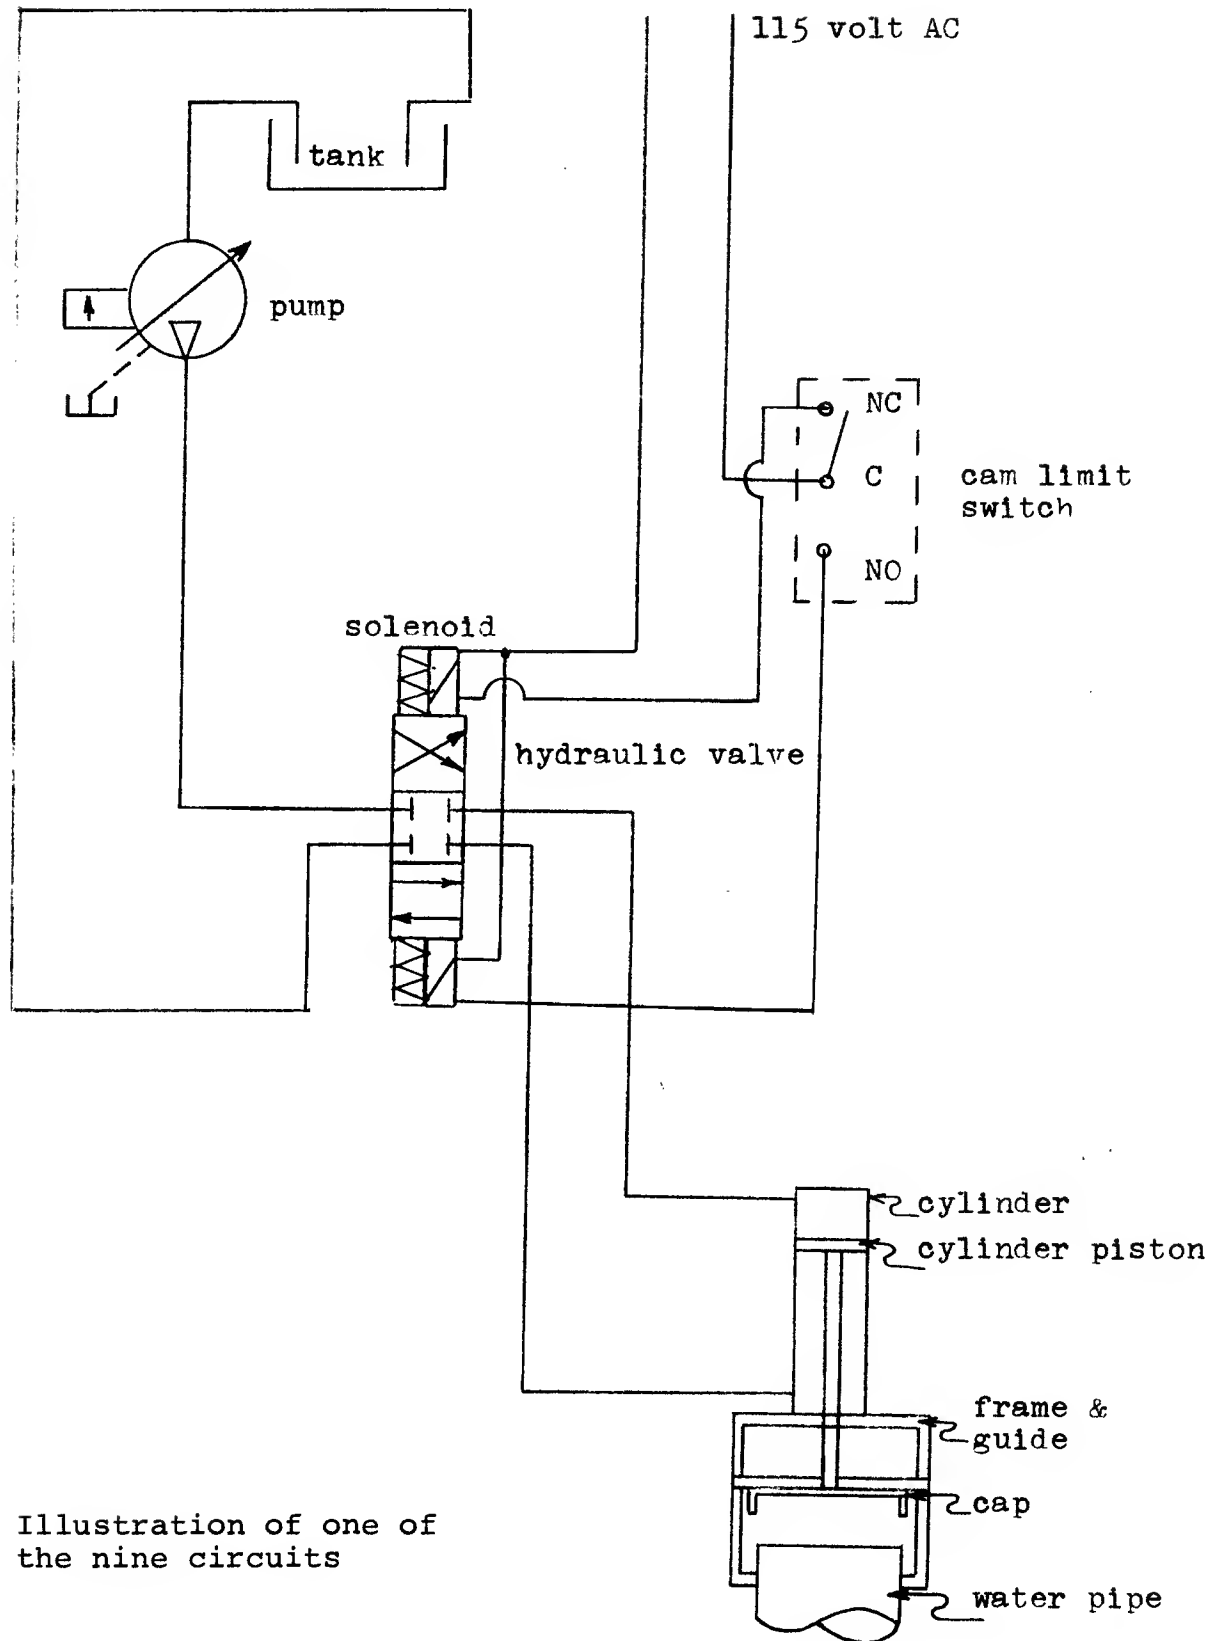 115 volt AC
tank
pump
NC
C
cam limit
switch
NO
solenoid
hydraulic valve
cylinder
cylinder piston
frame &
guide
cap
Illustration of one of
the nine circuits
water pipe